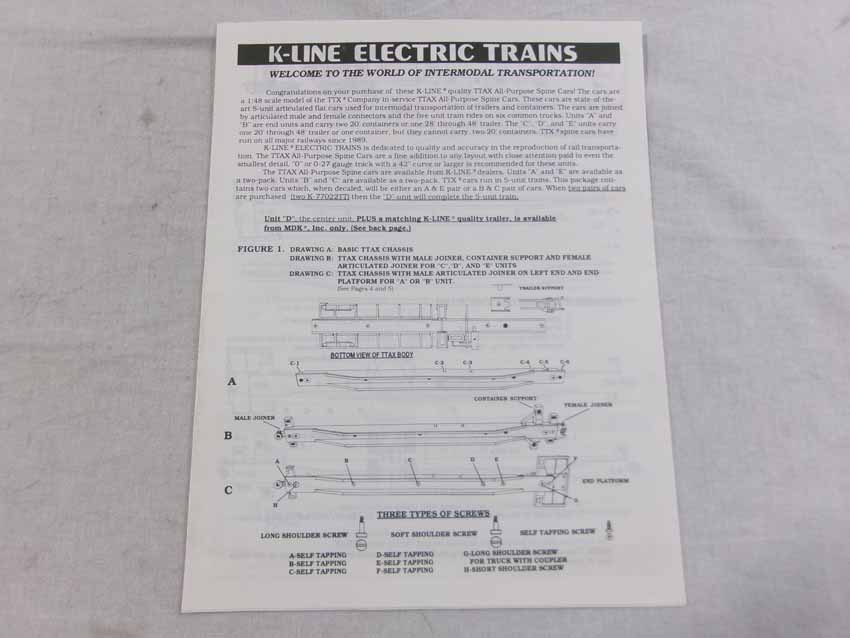 K-LINE ELECTRIC TRAINS
WELCOME TO THE WORLD OF INTERMODAL TRANSPORTATION!
Congratulations on your purchase of these K-LINE® quality TTAX All-Purpose Spine Cars! The cars are
a 1:48 scale model of the TTX® Company in service TTAX All-Purpose Spine Cars. These cars are state-of-the-
art 5-unit articulated flat cars used for intermodal transportation of trailers and containers. The cars are joined
by articulated male and female connectors and the five unit train rides on six common trucks. Units "A" and
"B" are end units and carry two 20' containers or one 28' through 48' trailer. The "C", "D", and "E" units carry
one 20' through 48' trailer or one container, but they cannot carry two 20' containers. TTX® spine cars have
run on all major railways since 1989.
K-LINE® ELECTRIC TRAINS is dedicated to quality and accuracy in the reproduction of rail transporta-
tion. The TTAX All-Purpose Spine Cars are a fine addition to any layout with close attention paid to even the
smallest detail. "0" or 0-27 gauge track with a 42" curve or larger is recommended for these units.
The TTAX All-Purpose Spine cars are available from K-LINE® dealers. Units "A" and "E" are available as
a two-pack. Units "B" and "C" are available as a two-pack. TTX® cars run in 5-unit trains. This package con-
tains two cars which, when decaled, will be either an A & E pair or a B & C pair of cars. When two pairs of cars
are purchased (two K-77022TT) then the "D" unit will complete the 5-unit train.
Unit "D", the center unit, PLUS a matching K-LINE® quality trailer, is available
from MDK®, Inc. only. (See back page.)
FIGURE 1. DRAWING A: BASIC TTAX CHASSIS
DRAWING B: TTAX CHASSIS WITH MALE JOINER, CONTAINER SUPPORT AND FEMALE
ARTICULATED JOINER FOR "C","D", AND "E" UNITS
DRAWING C: TTAX CHASSIS WITH MALE ARTICULATED JOINER ON LEFT END AND END
PLATFORM FOR "A" OR "B" UNIT.
(See Pages 4 and 5)
TRAILER SUPPORT
BOTTOM VIEW OF TTAX BODY
C-1 C-2 C-3 C-4 C-5 C-6
A
CONTAINER SUPPORT
MALE JOINER FEMALE JOINER
B
A B C D E F
C END PLATFORM
H G
THREE TYPES OF SCREWS
LONG SHOULDER SCREW SOFT SHOULDER SCREW SELF TAPPING SCREW
A-SELF TAPPING D-SELF TAPPING G-LONG SHOULDER SCREW
B-SELF TAPPING E-SELF TAPPING FOR TRUCK WITH COUPLER
C-SELF TAPPING F-SELF TAPPING H-SHORT SHOULDER SCREW